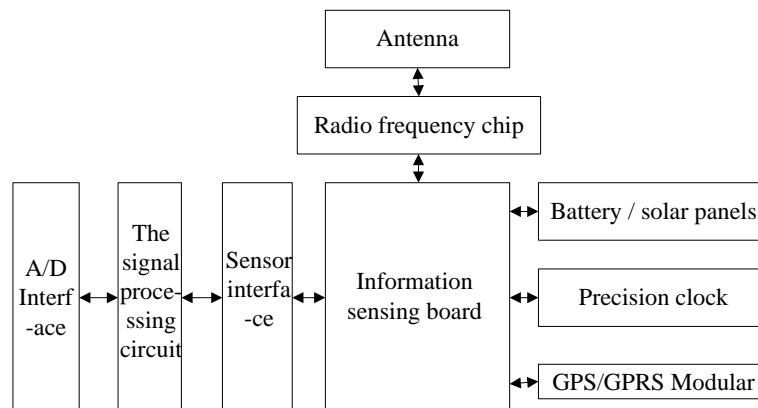 Antenna
Radio frequency chip
A/D
Interf
-ace
The
signal
proce-
ssing
circuit
Sensor
interfa
-ce
Information
sensing board
Battery / solar panels
Precision clock
GPS/GPRS Modular